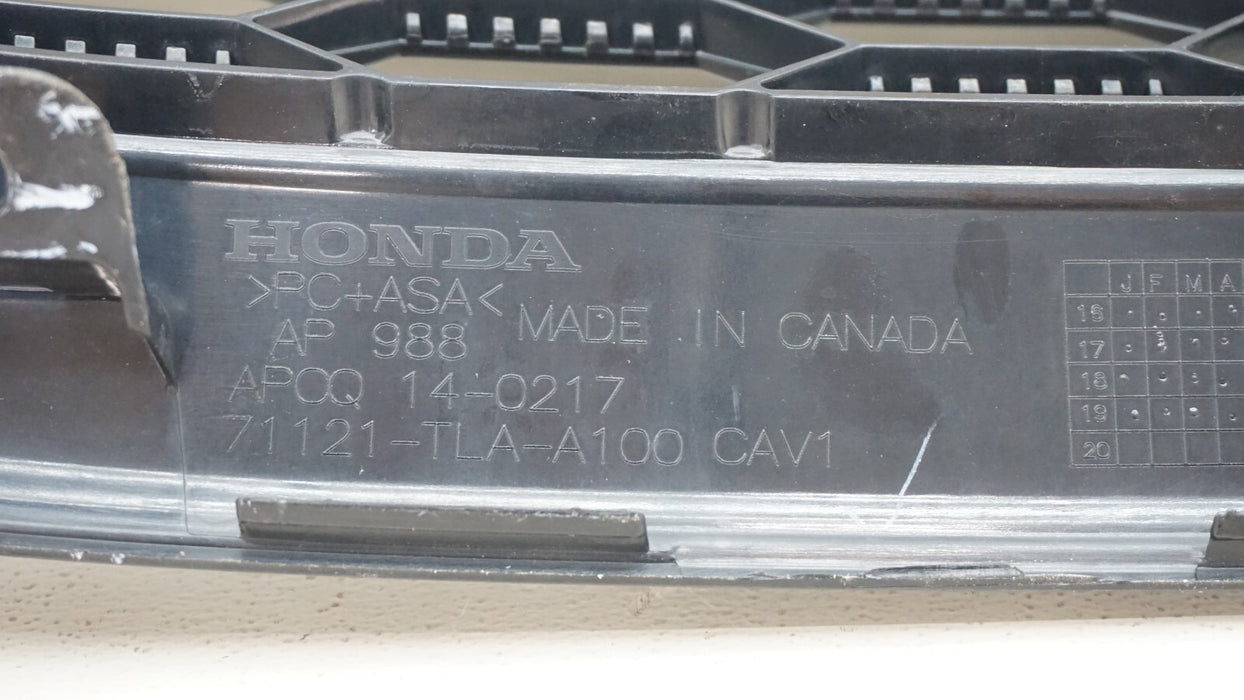 HONDA
>PC+ASA<
AP 988
MADE IN CANADA
APCQ 14-0217
71121-TLA-A100 CAV1
J F M A
16
17
18
19
20